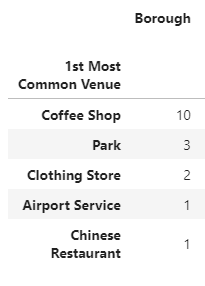 Borough
1st Most
Common Venue
Coffee Shop 10
Park 3
Clothing Store 2
Airport Service 1
Chinese
Restaurant 1